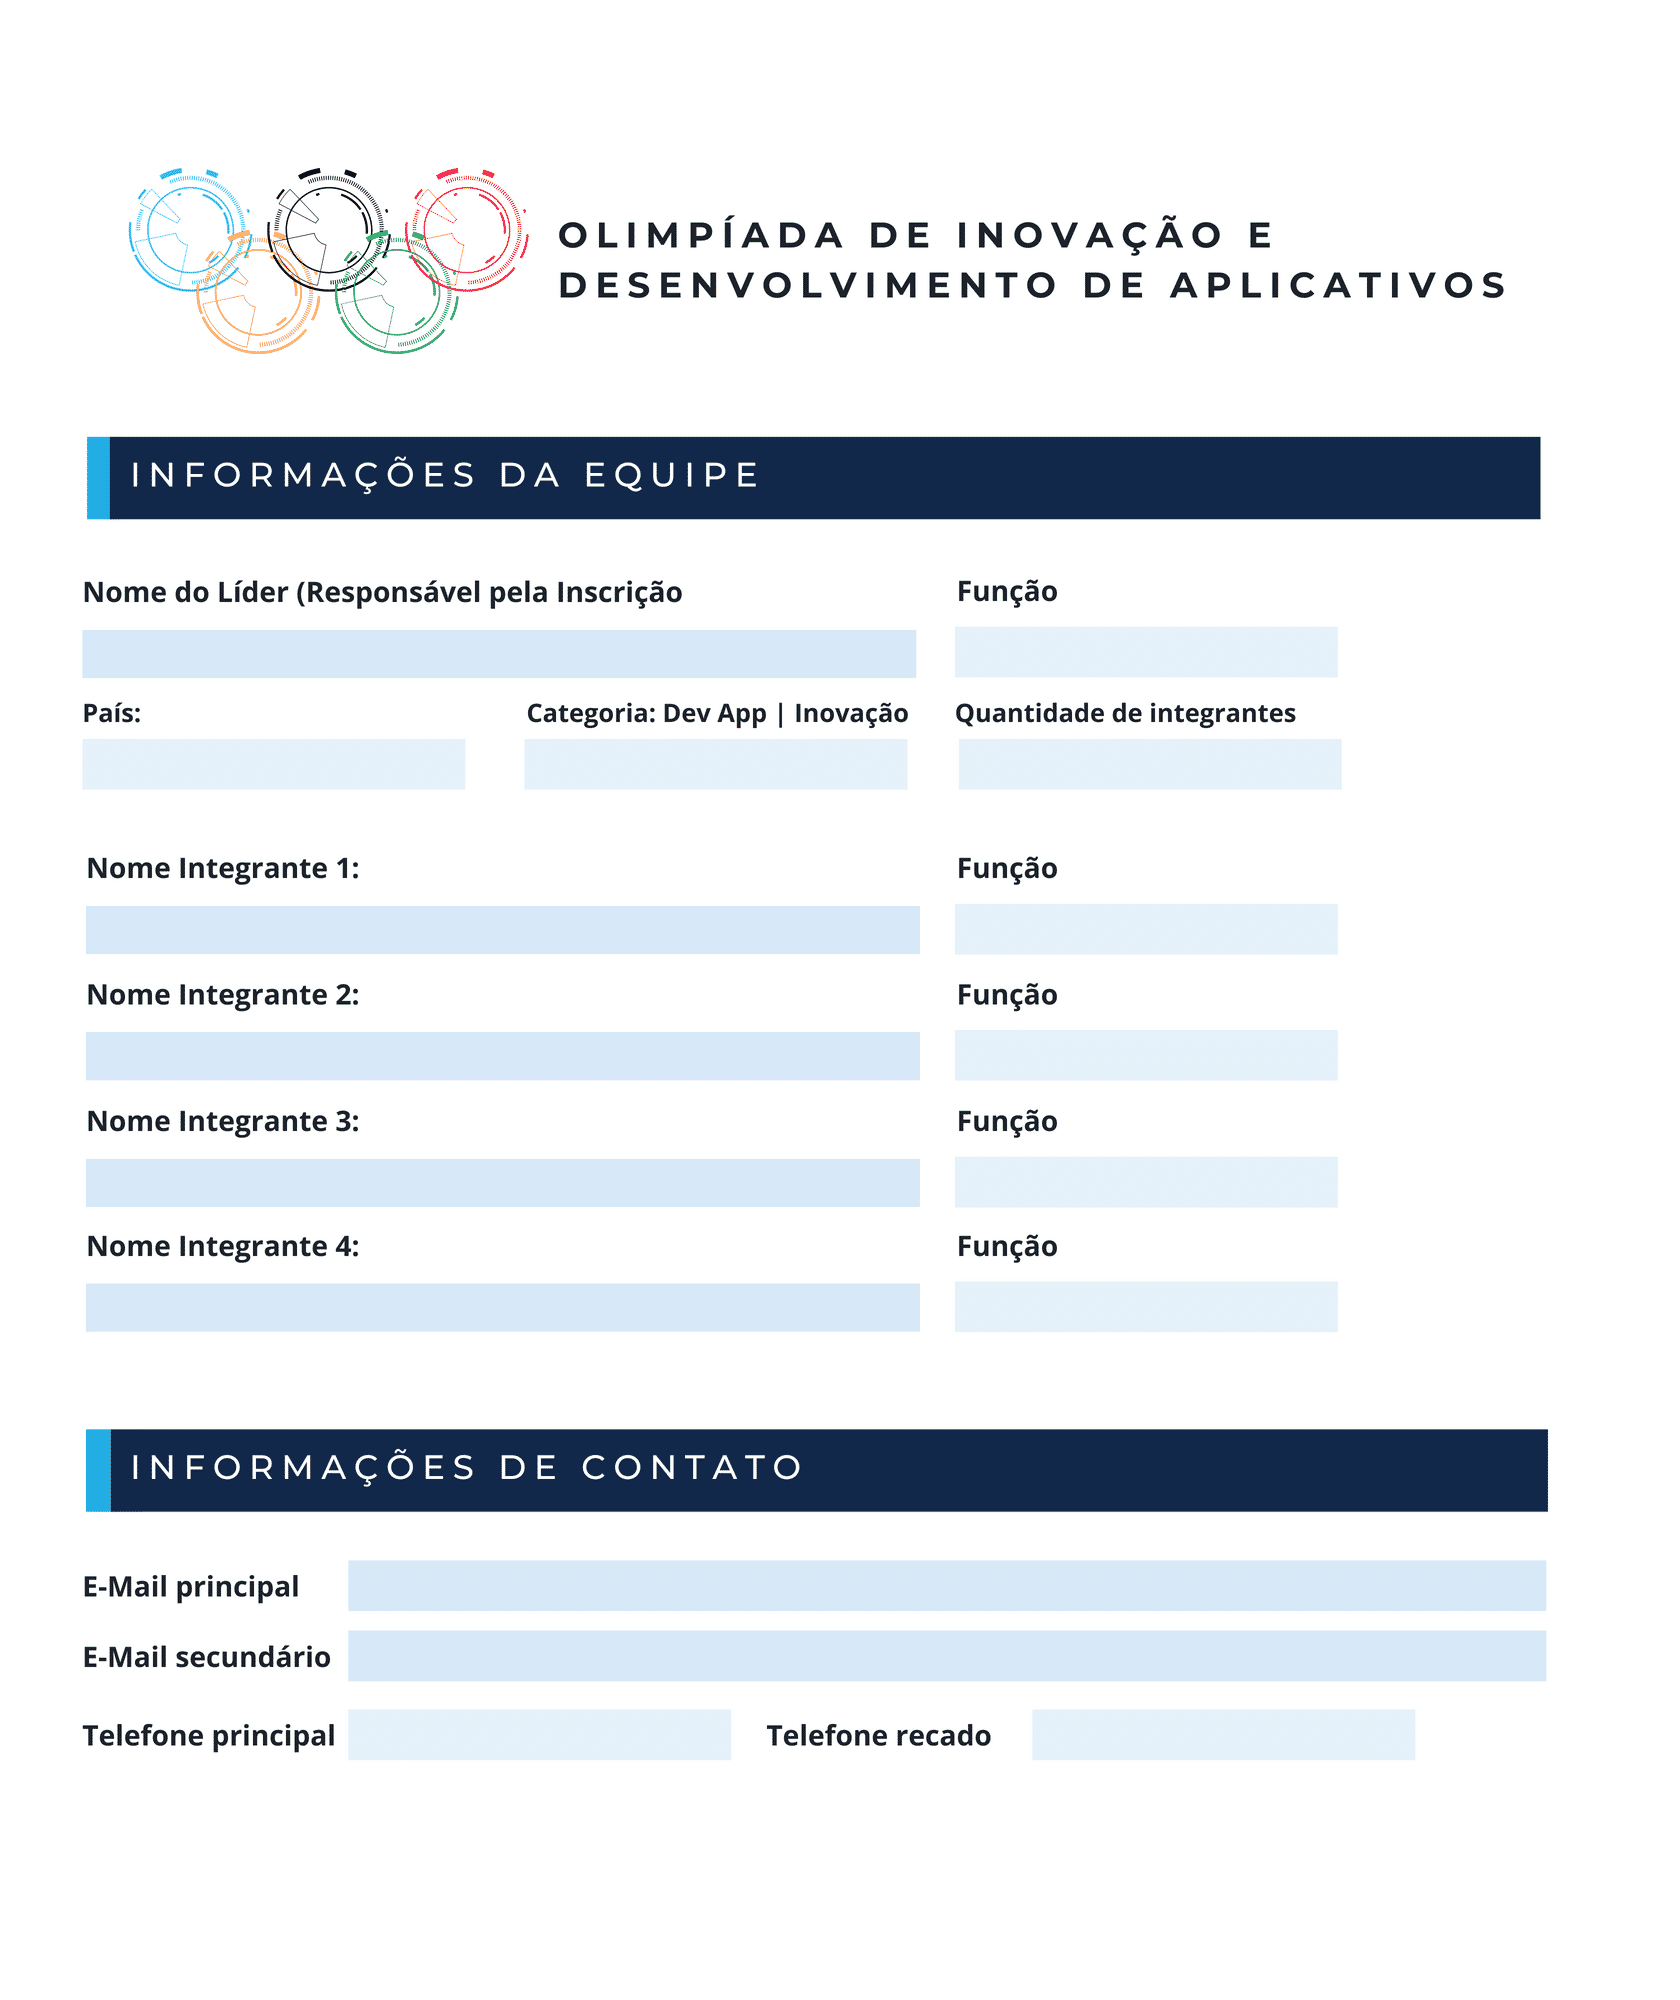 OLIMPÍADA DE INOVAÇÃO E
DESENVOLVIMENTO DE APLICATIVOS
INFORMAÇÕES DA EQUIPE
Nome do Líder (Responsável pela Inscrição
Função
País:
Categoria: Dev App | Inovação
Quantidade de integrantes
Nome Integrante 1:
Função
Nome Integrante 2:
Função
Nome Integrante 3:
Função
Nome Integrante 4:
Função
INFORMAÇÕES DE CONTATO
E-Mail principal
E-Mail secundário
Telefone principal
Telefone recado